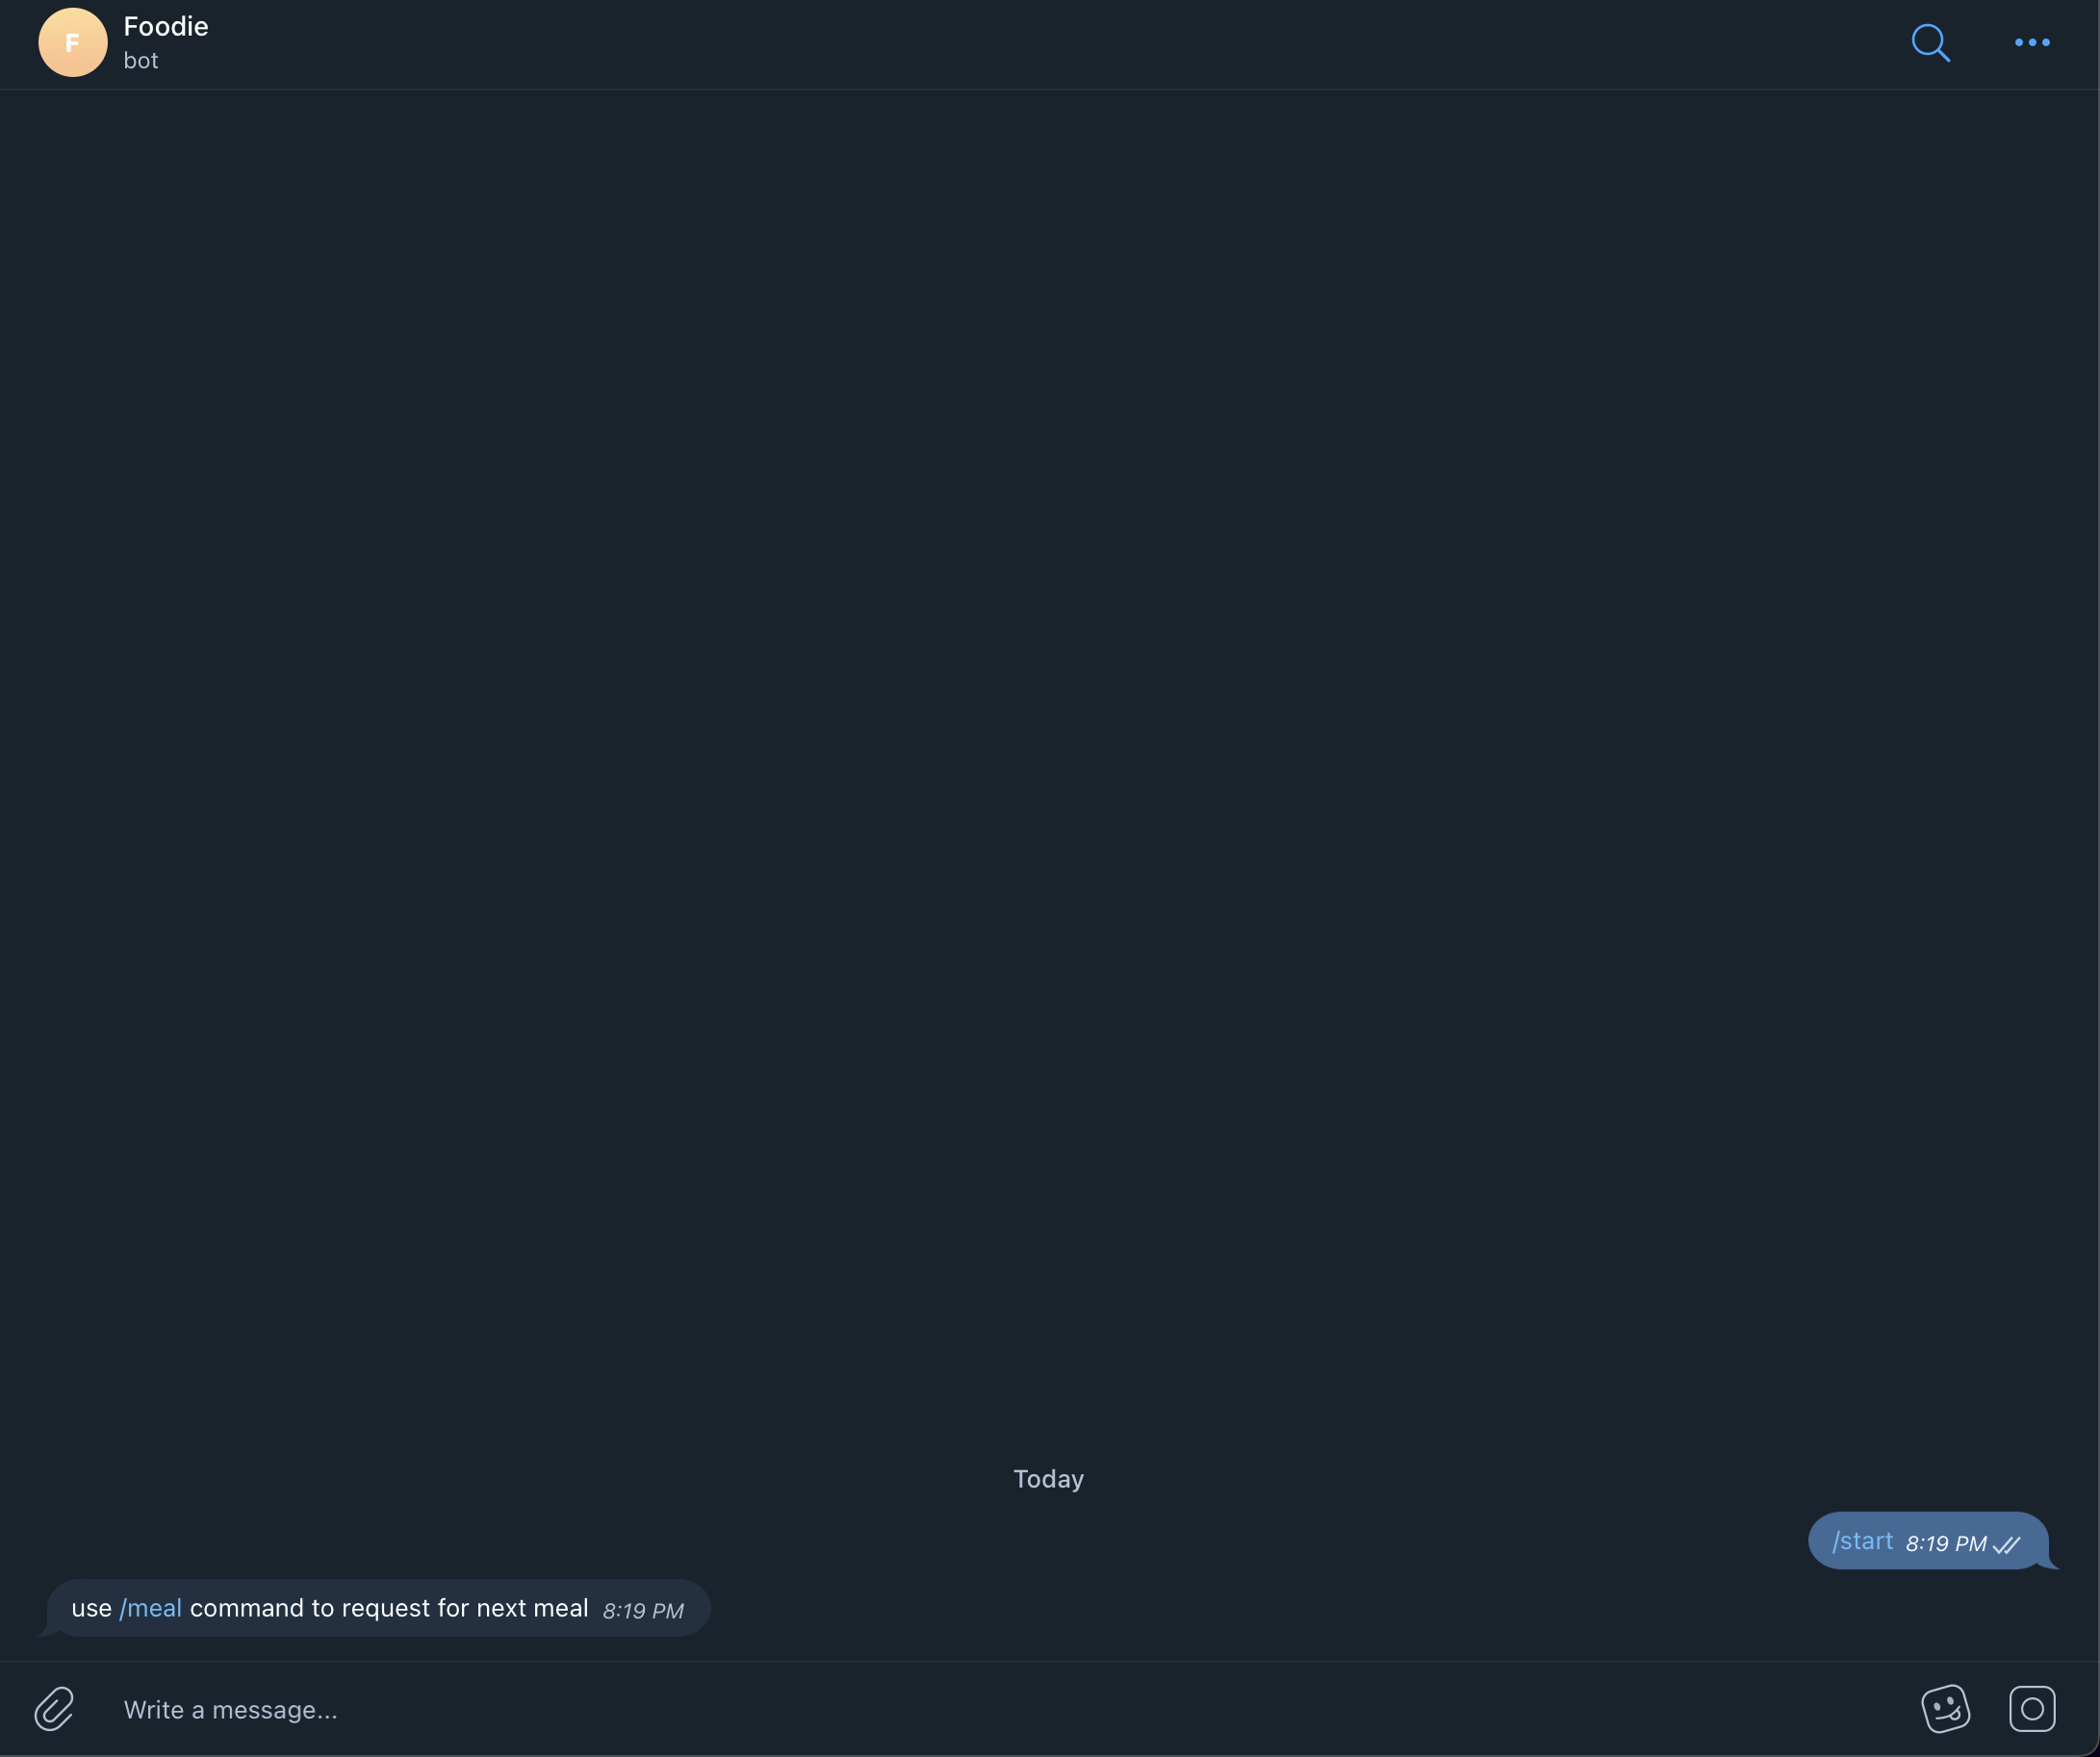 F
Foodie
bot
Today
/start 8:19 PM
use /meal command to request for next meal 8:19 PM
Write a message...